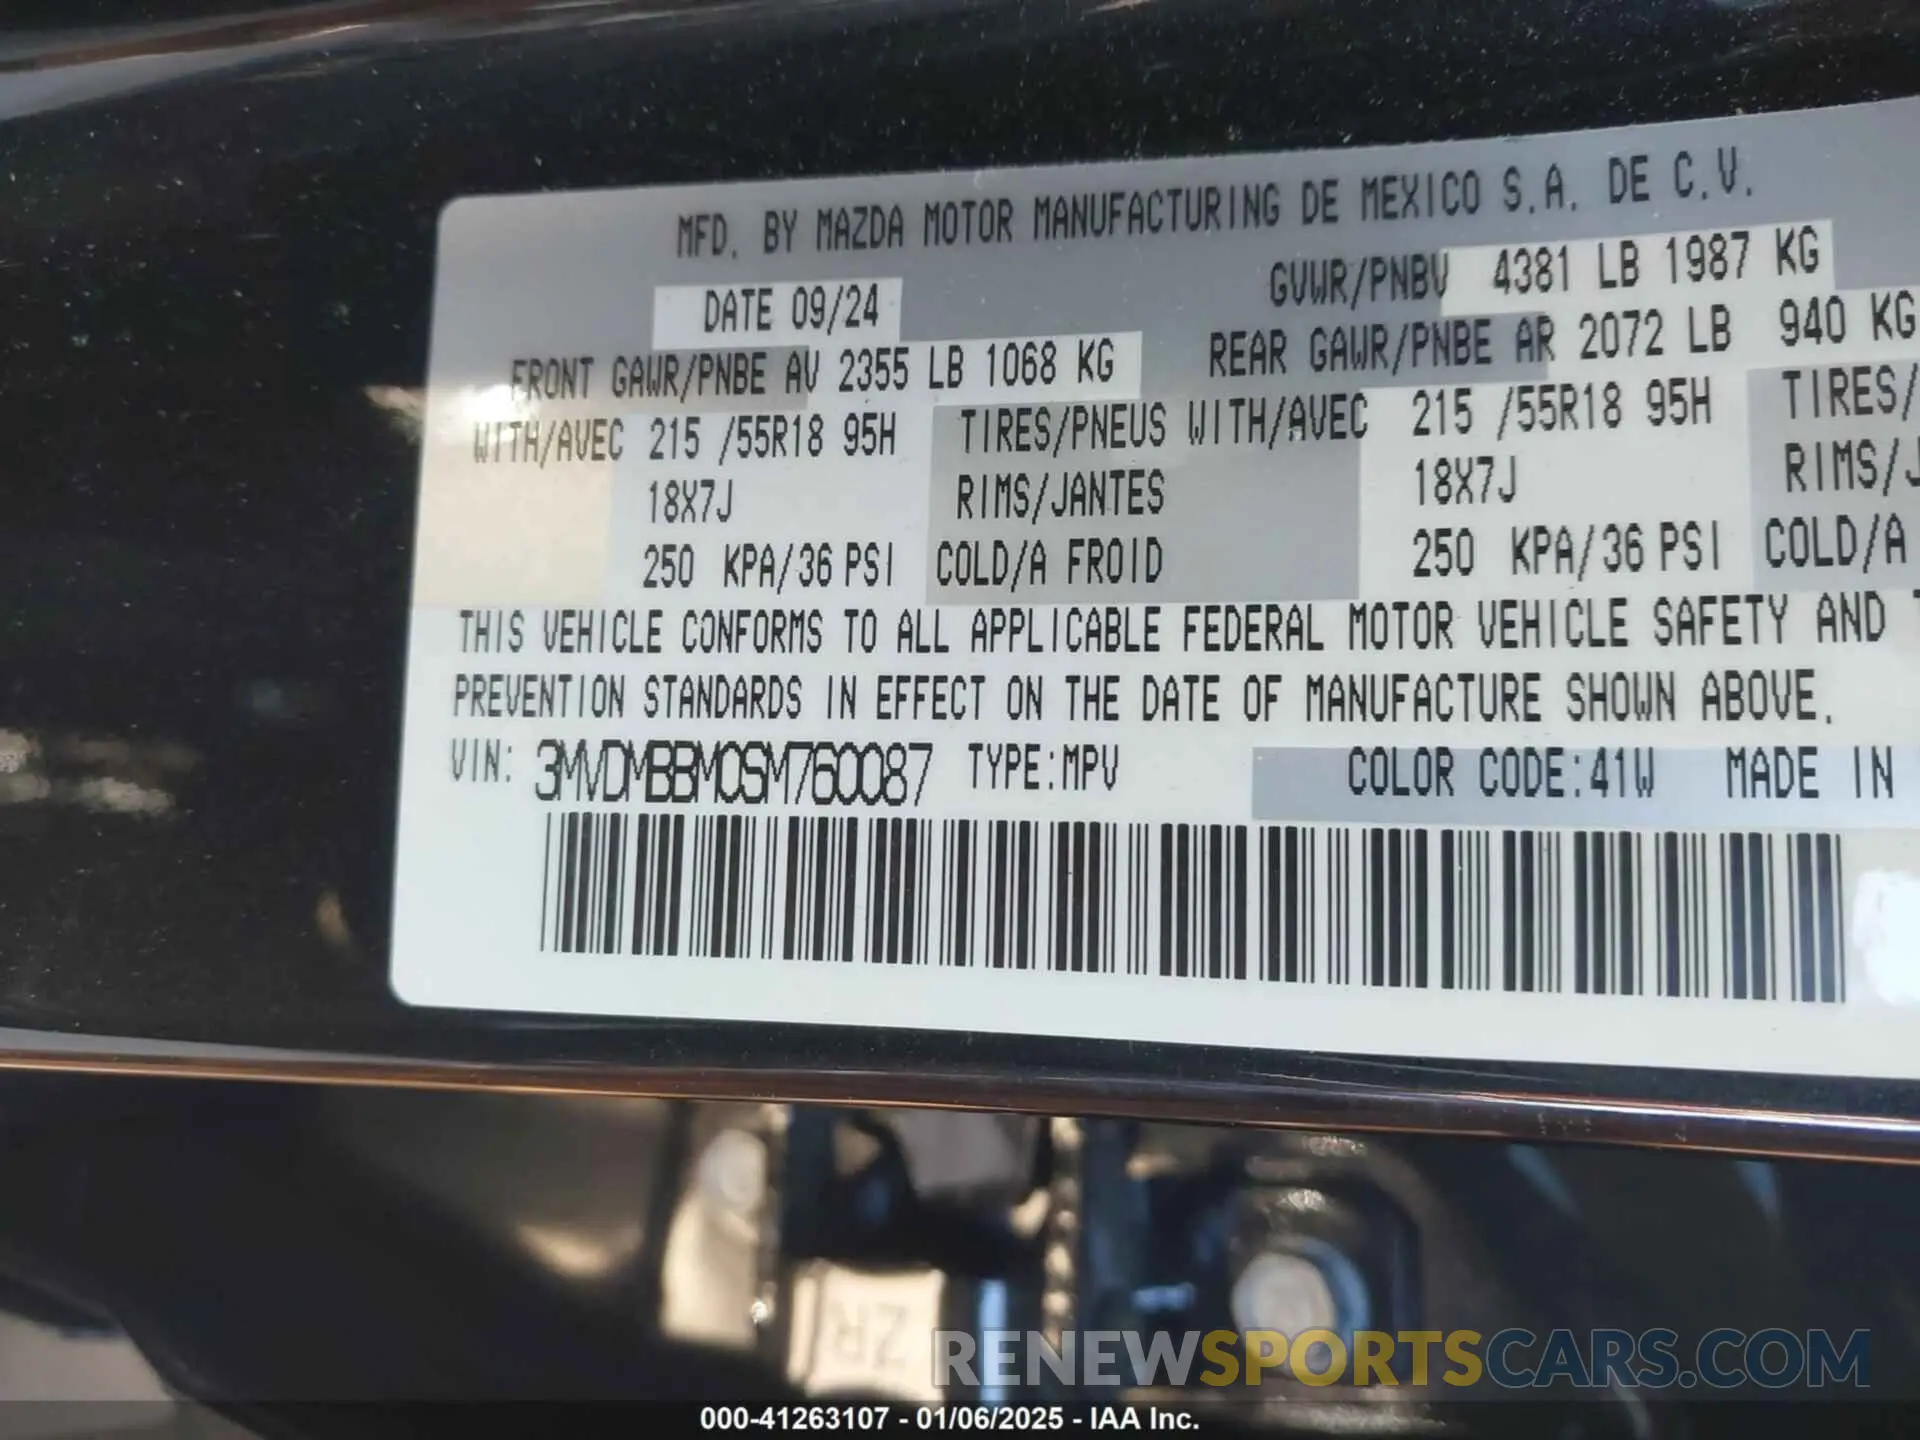 MFD. BY MAZDA MOTOR MANUFACTURING DE MEXICO S.A. DE C.V.
DATE 09/24 GVWR/PNBV 4381 LB 1987 KG
FRONT GAWR/PNBE AV 2355 LB 1068 KG REAR GAWR/PNBE AR 2072 LB 940 KG
WITH/AVEC 215 /55R18 95H TIRES/PNEUS WITH/AVEC 215 /55R18 95H TIRES/
18X7J RIMS/JANTES 18X7J RIMS/J
250 KPA/36 PSI COLD/A FROID 250 KPA/36 PSI COLD/A
THIS VEHICLE CONFORMS TO ALL APPLICABLE FEDERAL MOTOR VEHICLE SAFETY AND
PREVENTION STANDARDS IN EFFECT ON THE DATE OF MANUFACTURE SHOWN ABOVE.
VIN: 3MVDMBBM0SM760087 TYPE:MPV COLOR CODE:41W MADE IN
ZR
RENEWSPORTSCARS.COM
000-41263107 - 01/06/2025 - IAA Inc.